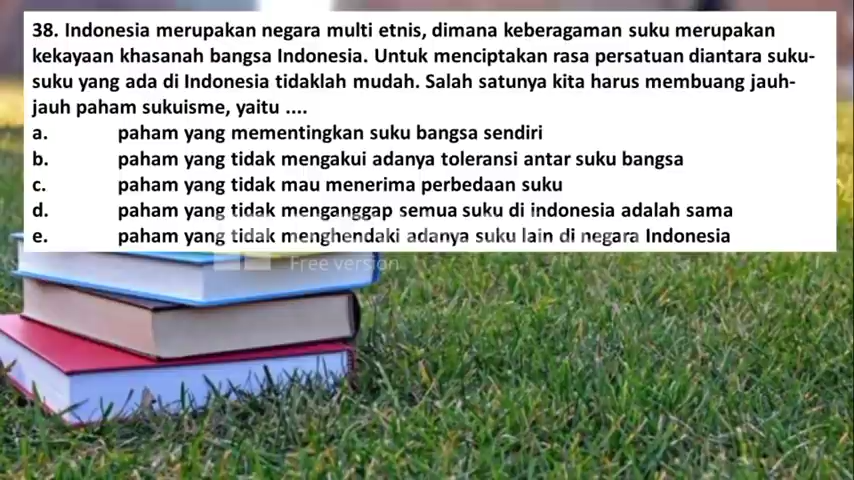 38. Indonesia merupakan negara multi etnis, dimana keberagaman suku merupakan
kekayaan khasanah bangsa Indonesia. Untuk menciptakan rasa persatuan diantara suku-
suku yang ada di Indonesia tidaklah mudah. Salah satunya kita harus membuang jauh-
jauh paham sukuisme, yaitu ....
a. paham yang mementingkan suku bangsa sendiri
b. paham yang tidak mengakui adanya toleransi antar suku bangsa
c. paham yang tidak mau menerima perbedaan suku
d. paham yang tidak menganggap semua suku di indonesia adalah sama
e. paham yang tidak menghendaki adanya suku lain di negara Indonesia
Free version